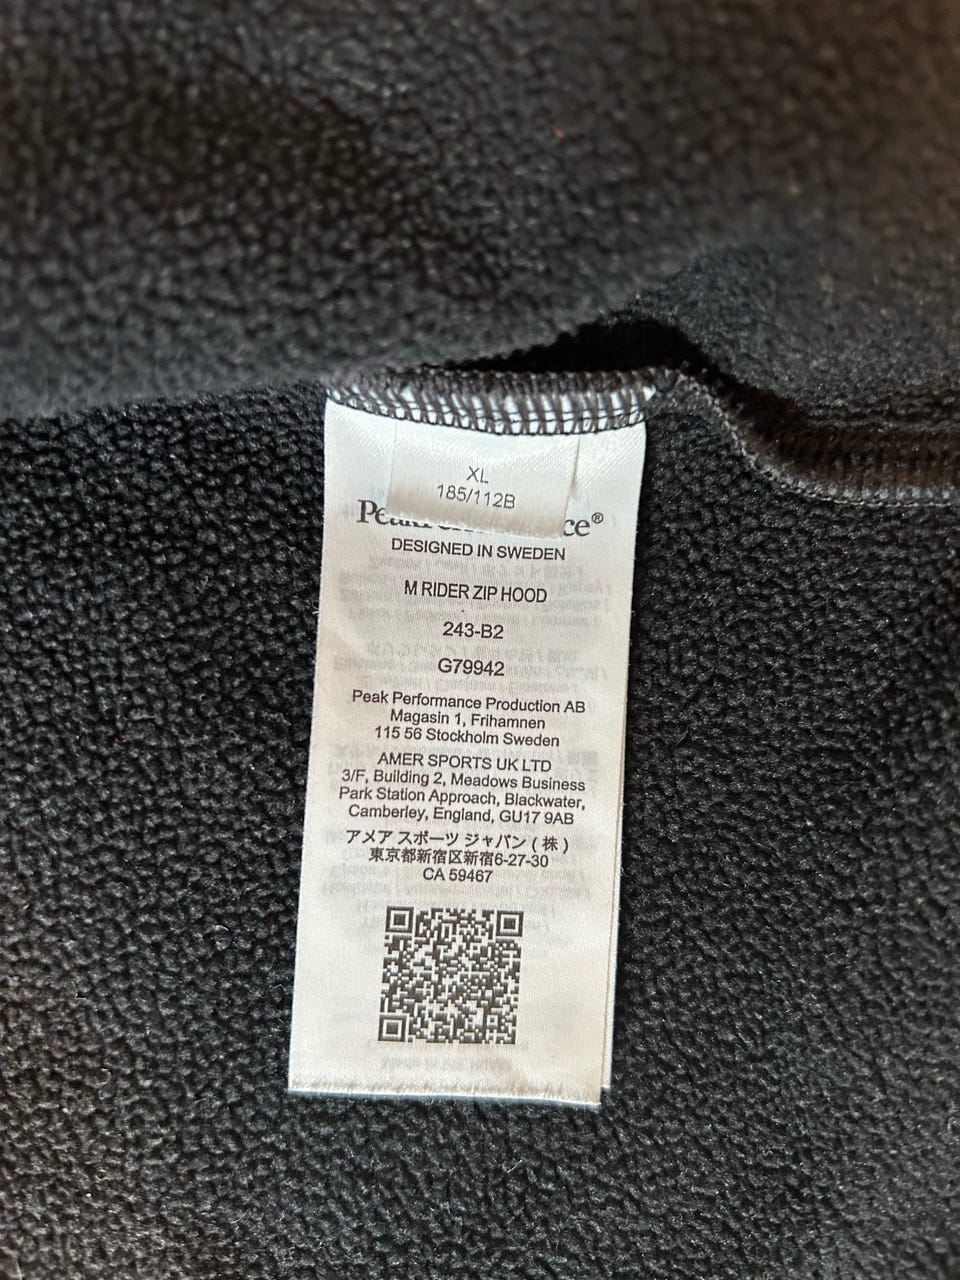 XL
185/112B
DESIGNED IN SWEDEN
M RIDER ZIP HOOD
243-B2
G79942
Peak Performance Production AB
Magasin 1, Frihamnen
115 56 Stockholm Sweden
AMER SPORTS UK LTD
3/F, Building 2, Meadows Business
Park Station Approach, Blackwater,
Camberley, England, GU17 9AB
アメア スポーツ ジャパン ( 株 )
東京都新宿区新宿6-27-30
CA 59467